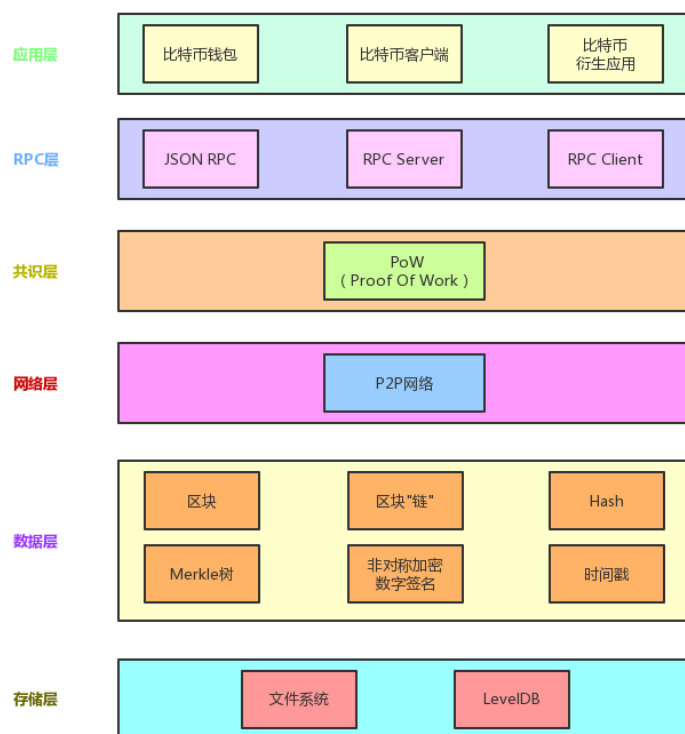 应用层
比特币钱包
比特币客户端
比特币
衍生应用
RPC层
JSON RPC
RPC Server
RPC Client
共识层
PoW
( Proof Of Work )
网络层
P2P网络
数据层
区块
区块"链"
Hash
Merkle树
非对称加密
数字签名
时间戳
存储层
文件系统
LevelDB